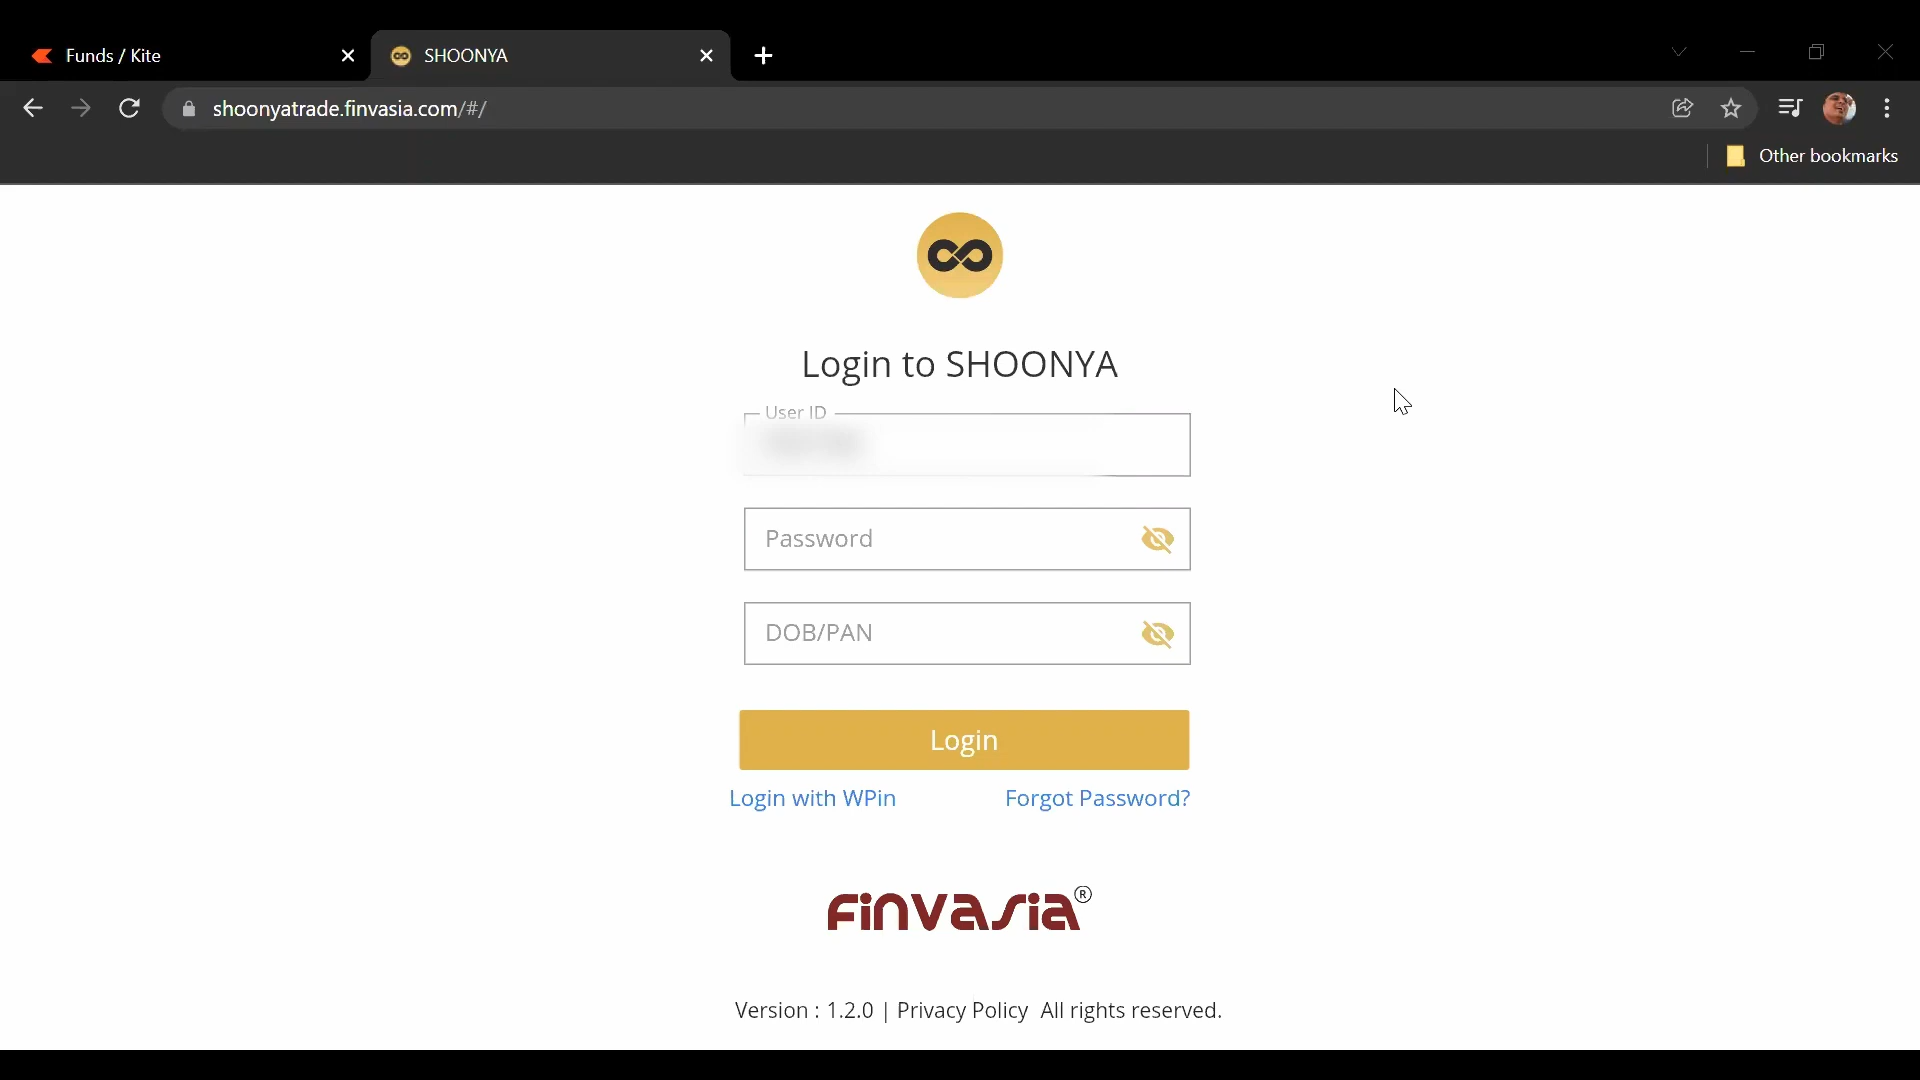 Funds / Kite
SHOONYA
shoonyatrade.finvasia.com/#/
Other bookmarks
Login to SHOONYA
User ID
Password
DOB/PAN
Login
Login with WPin Forgot Password?
finvasia®
Version : 1.2.0 | Privacy Policy All rights reserved.